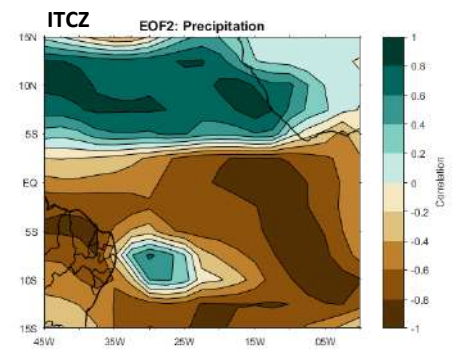 ITCZ
EOF2: Precipitation
15N
10N
5S
EQ
5S
10S
15S
45W
35W
25W
15W
05W
1
0.8
0.6
0.4
0.2
0
-0.2
-0.4
-0.6
-0.8
-1
Correlation